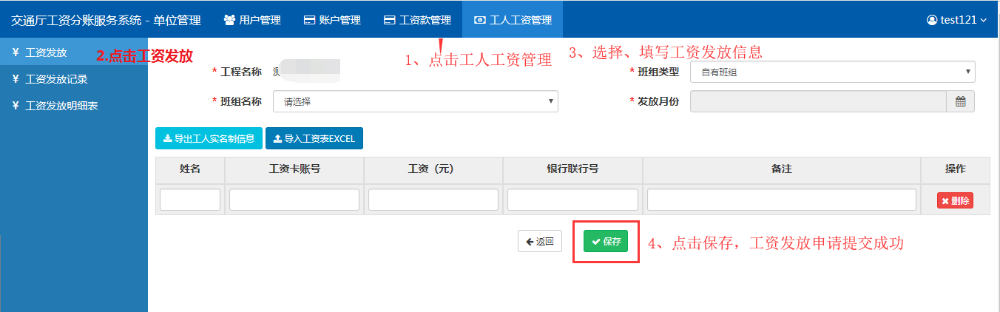 交通厅工资分账服务系统 - 单位管理 用户管理 账户管理 工资款管理 工人工资管理 test121
¥ 工资发放 2.点击工资发放
1、点击工人工资管理 3、选择、填写工资发放信息
* 工程名称 测 * 班组类型 自有班组
¥ 工资发放记录
* 班组名称 请选择 * 发放月份
¥ 工资发放明细表
导出工人实名制信息 导入工资表EXCEL
姓名 工资卡账号 工资（元） 银行联行号 备注 操作
删除
返回 保存 4、点击保存，工资发放申请提交成功